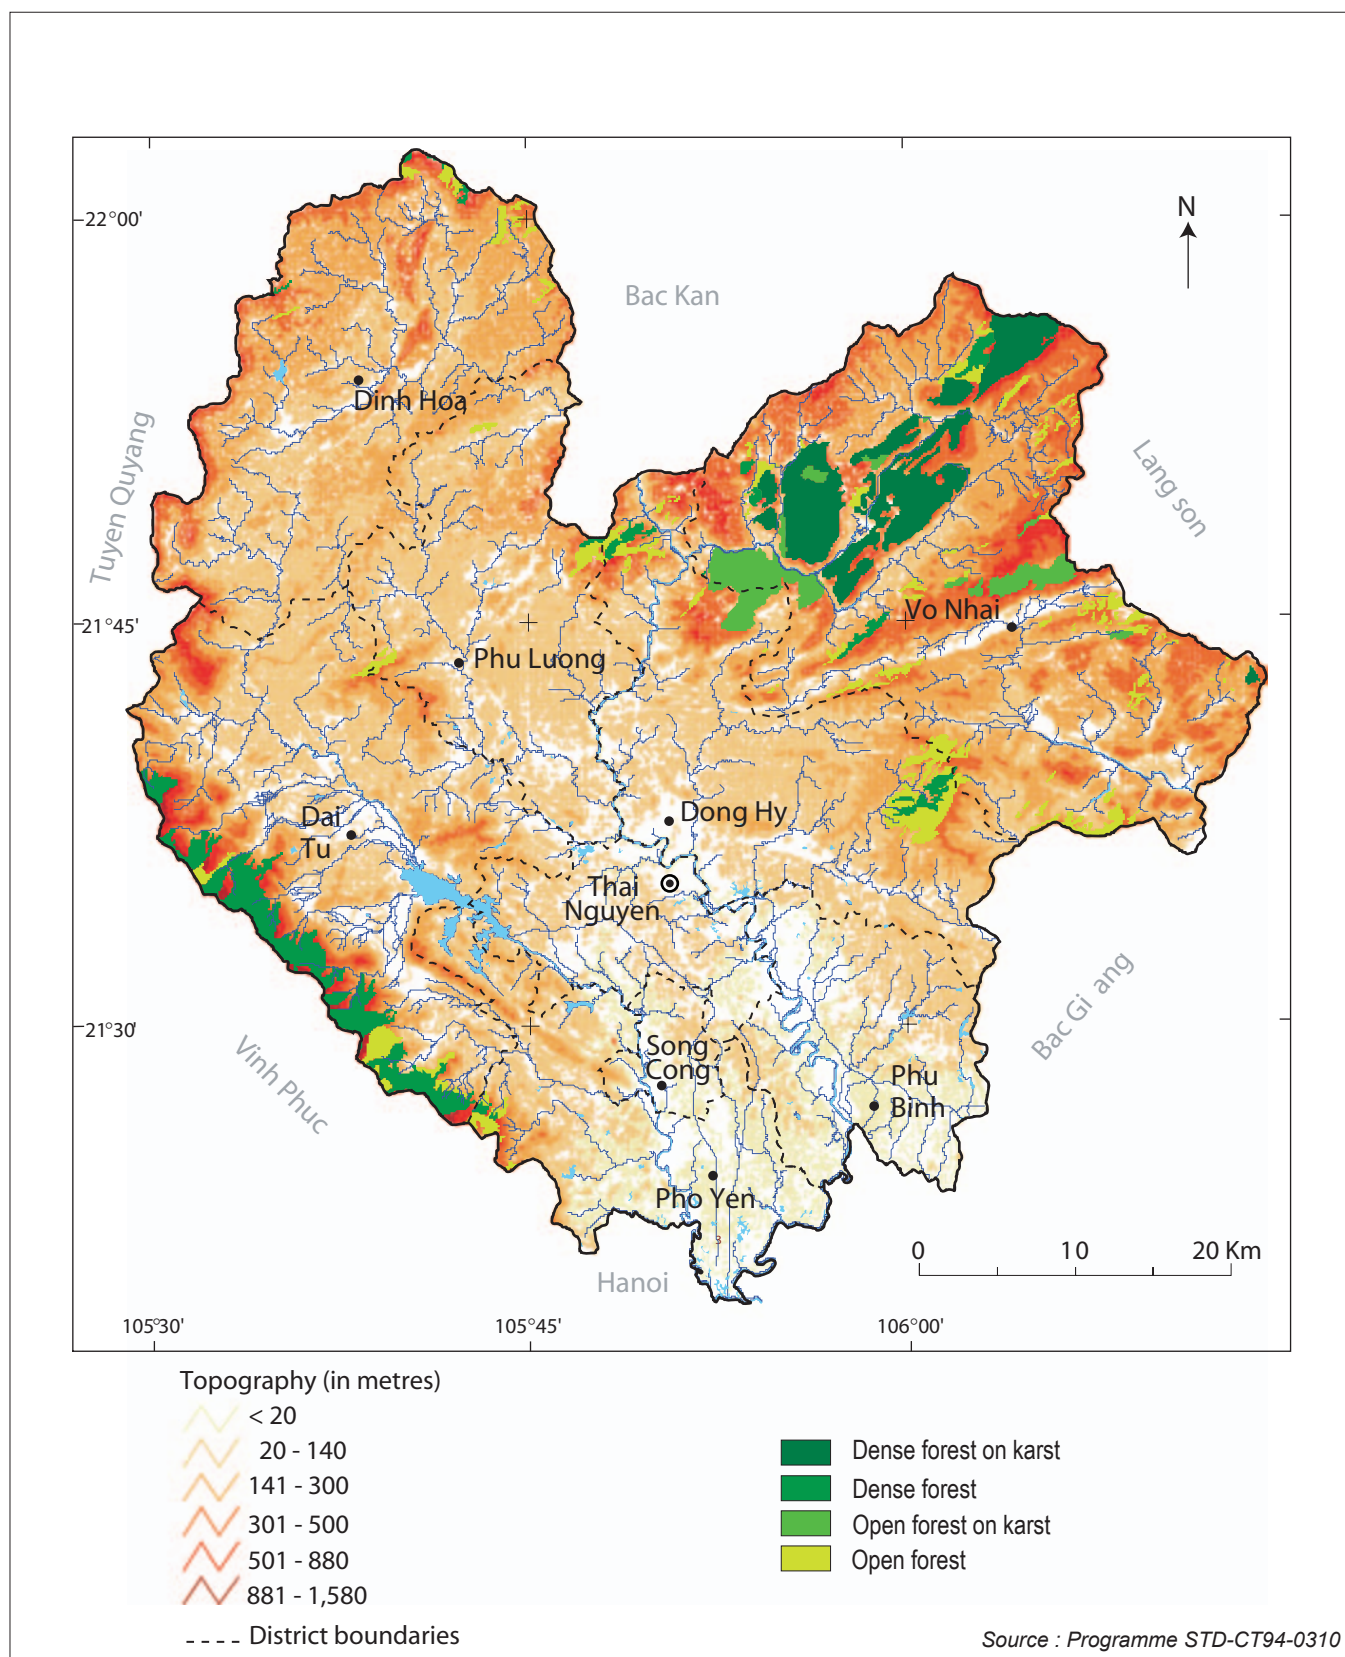 N
22°00'
Bac Kan
Dinh Hoa
Tuyen Quyang
Lang son
Vo Nhai
21°45'
Phu Luong
Dong Hy
Dai
Tu
Thai
Nguyen
Bac Gi ang
21°30'
Vinh Phuc
Song
Cong
Phu
Binh
Pho Yen
3
Hanoi
0 10 20 Km
105°30' 105°45' 106°00'
Topography (in metres)
< 20
20 - 140
141 - 300
301 - 500
501 - 880
881 - 1,580
District boundaries
Dense forest on karst
Dense forest
Open forest on karst
Open forest
Source : Programme STD-CT94-0310